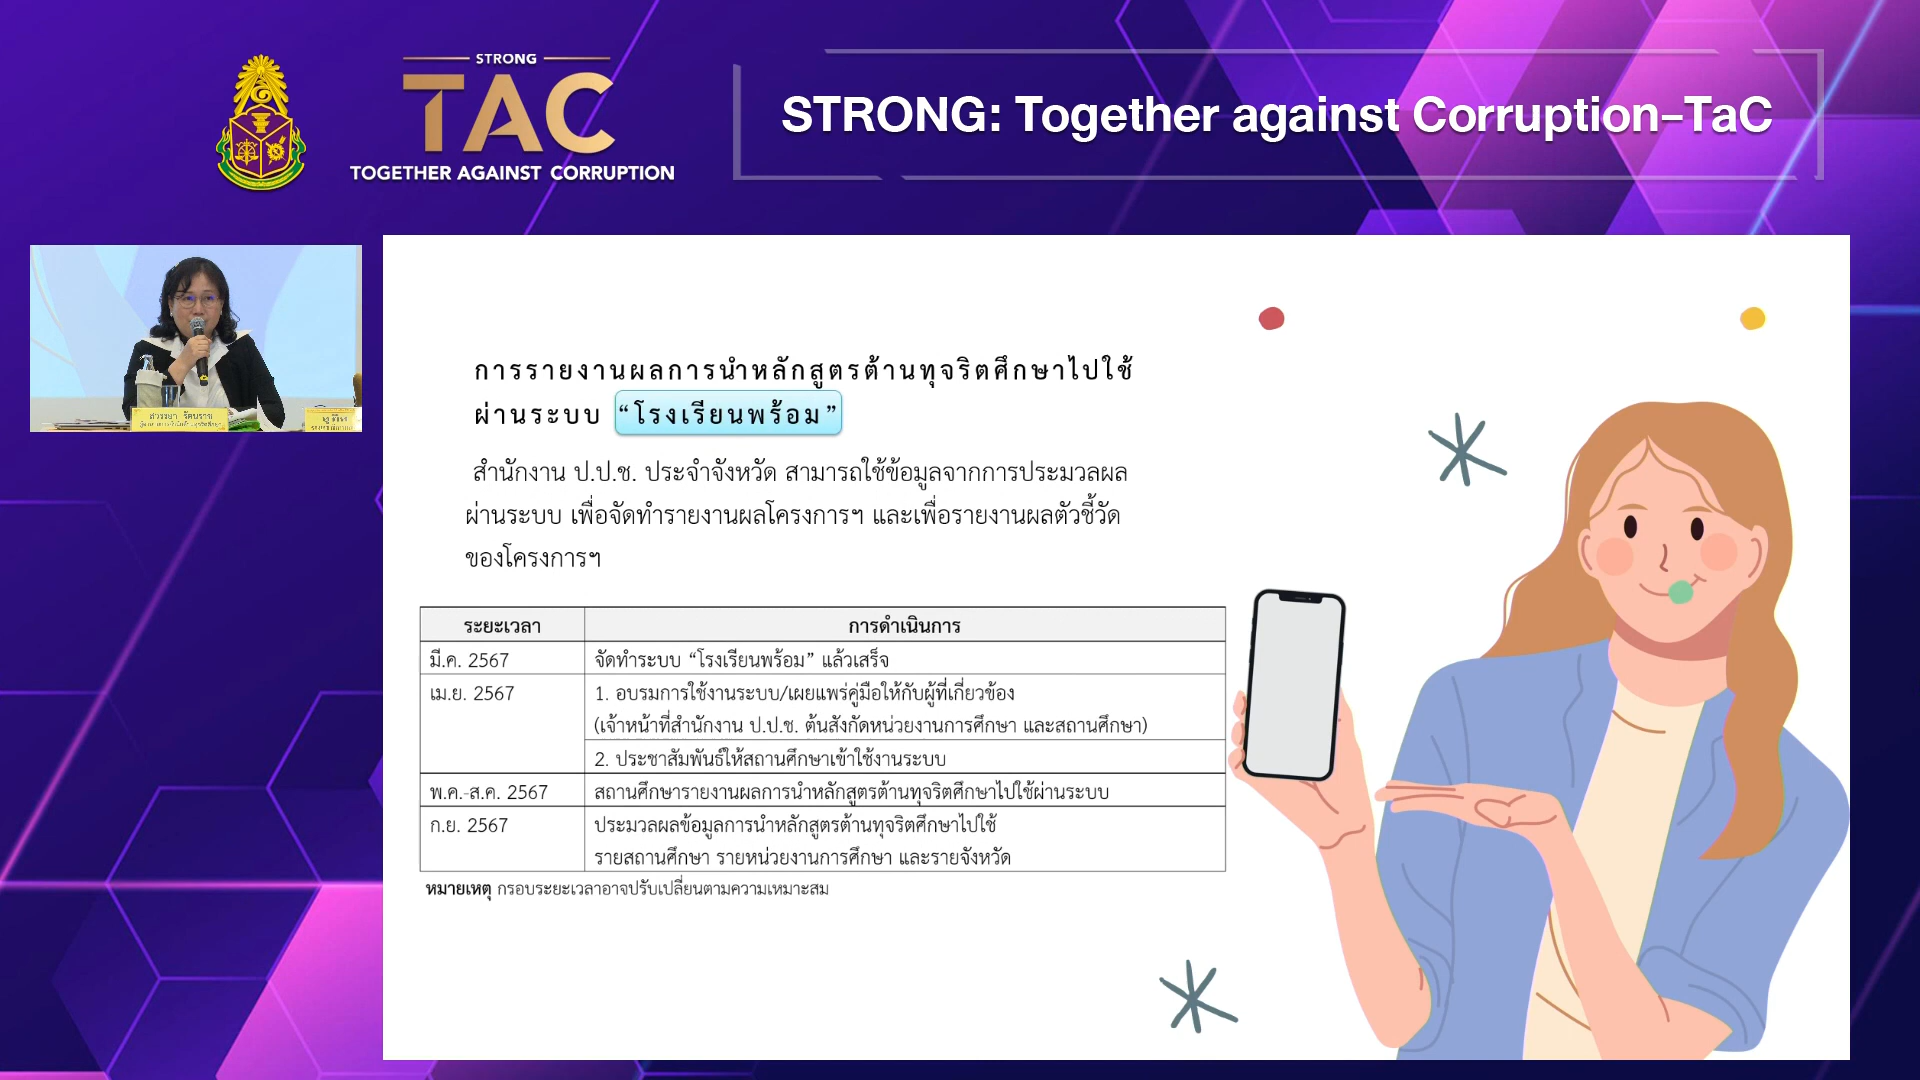 STRONG
TAC
TOGETHER AGAINST CORRUPTION
STRONG: Together against Corruption-TaC
การรายงานผลการนำหลักสูตรต้านทุจริตศึกษาไปใช้
ผ่านระบบ “โรงเรียนพร้อม”
สำนักงาน ป.ป.ช. ประจำจังหวัด สามารถใช้ข้อมูลจากการประมวลผล
ผ่านระบบ เพื่อจัดทำรายงานผลโครงการฯ และเพื่อรายงานผลตัวชี้วัด
ของโครงการฯ
ระยะเวลา การดำเนินการ
มี.ค. 2567 จัดทำระบบ “โรงเรียนพร้อม” แล้วเสร็จ
เม.ย. 2567 1. อบรมการใช้งานระบบ/เผยแพร่คู่มือให้กับผู้ที่เกี่ยวข้อง
(เจ้าหน้าที่สำนักงาน ป.ป.ช. ต้นสังกัดหน่วยงานการศึกษา และสถานศึกษา)
2. ประชาสัมพันธ์ให้สถานศึกษาเข้าใช้งานระบบ
พ.ค.-ส.ค. 2567 สถานศึกษารายงานผลการนำหลักสูตรต้านทุจริตศึกษาไปใช้ผ่านระบบ
ก.ย. 2567 ประมวลผลข้อมูลการนำหลักสูตรต้านทุจริตศึกษาไปใช้
รายสถานศึกษา รายหน่วยงานการศึกษา และรายจังหวัด
หมายเหตุ กรอบระยะเวลาอาจปรับเปลี่ยนตามความเหมาะสม